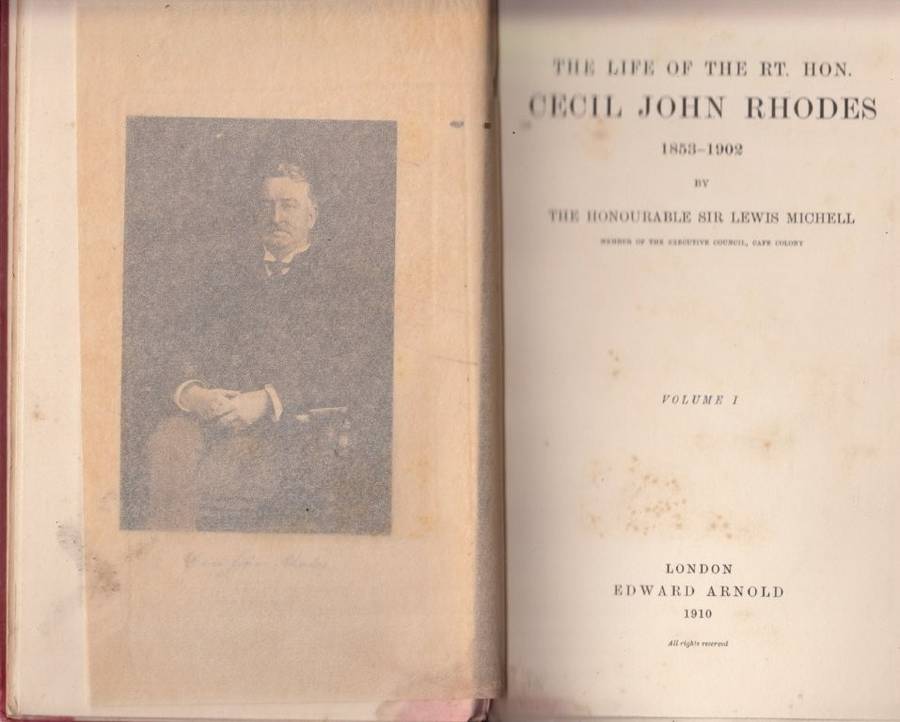 THE LIFE OF THE RT. HON.
CECIL JOHN RHODES
1853–1902
BY
THE HONOURABLE SIR LEWIS MICHELL
MEMBER OF THE EXECUTIVE COUNCIL, CAPE COLONY
VOLUME I
LONDON
EDWARD ARNOLD
1910
All rights reserved